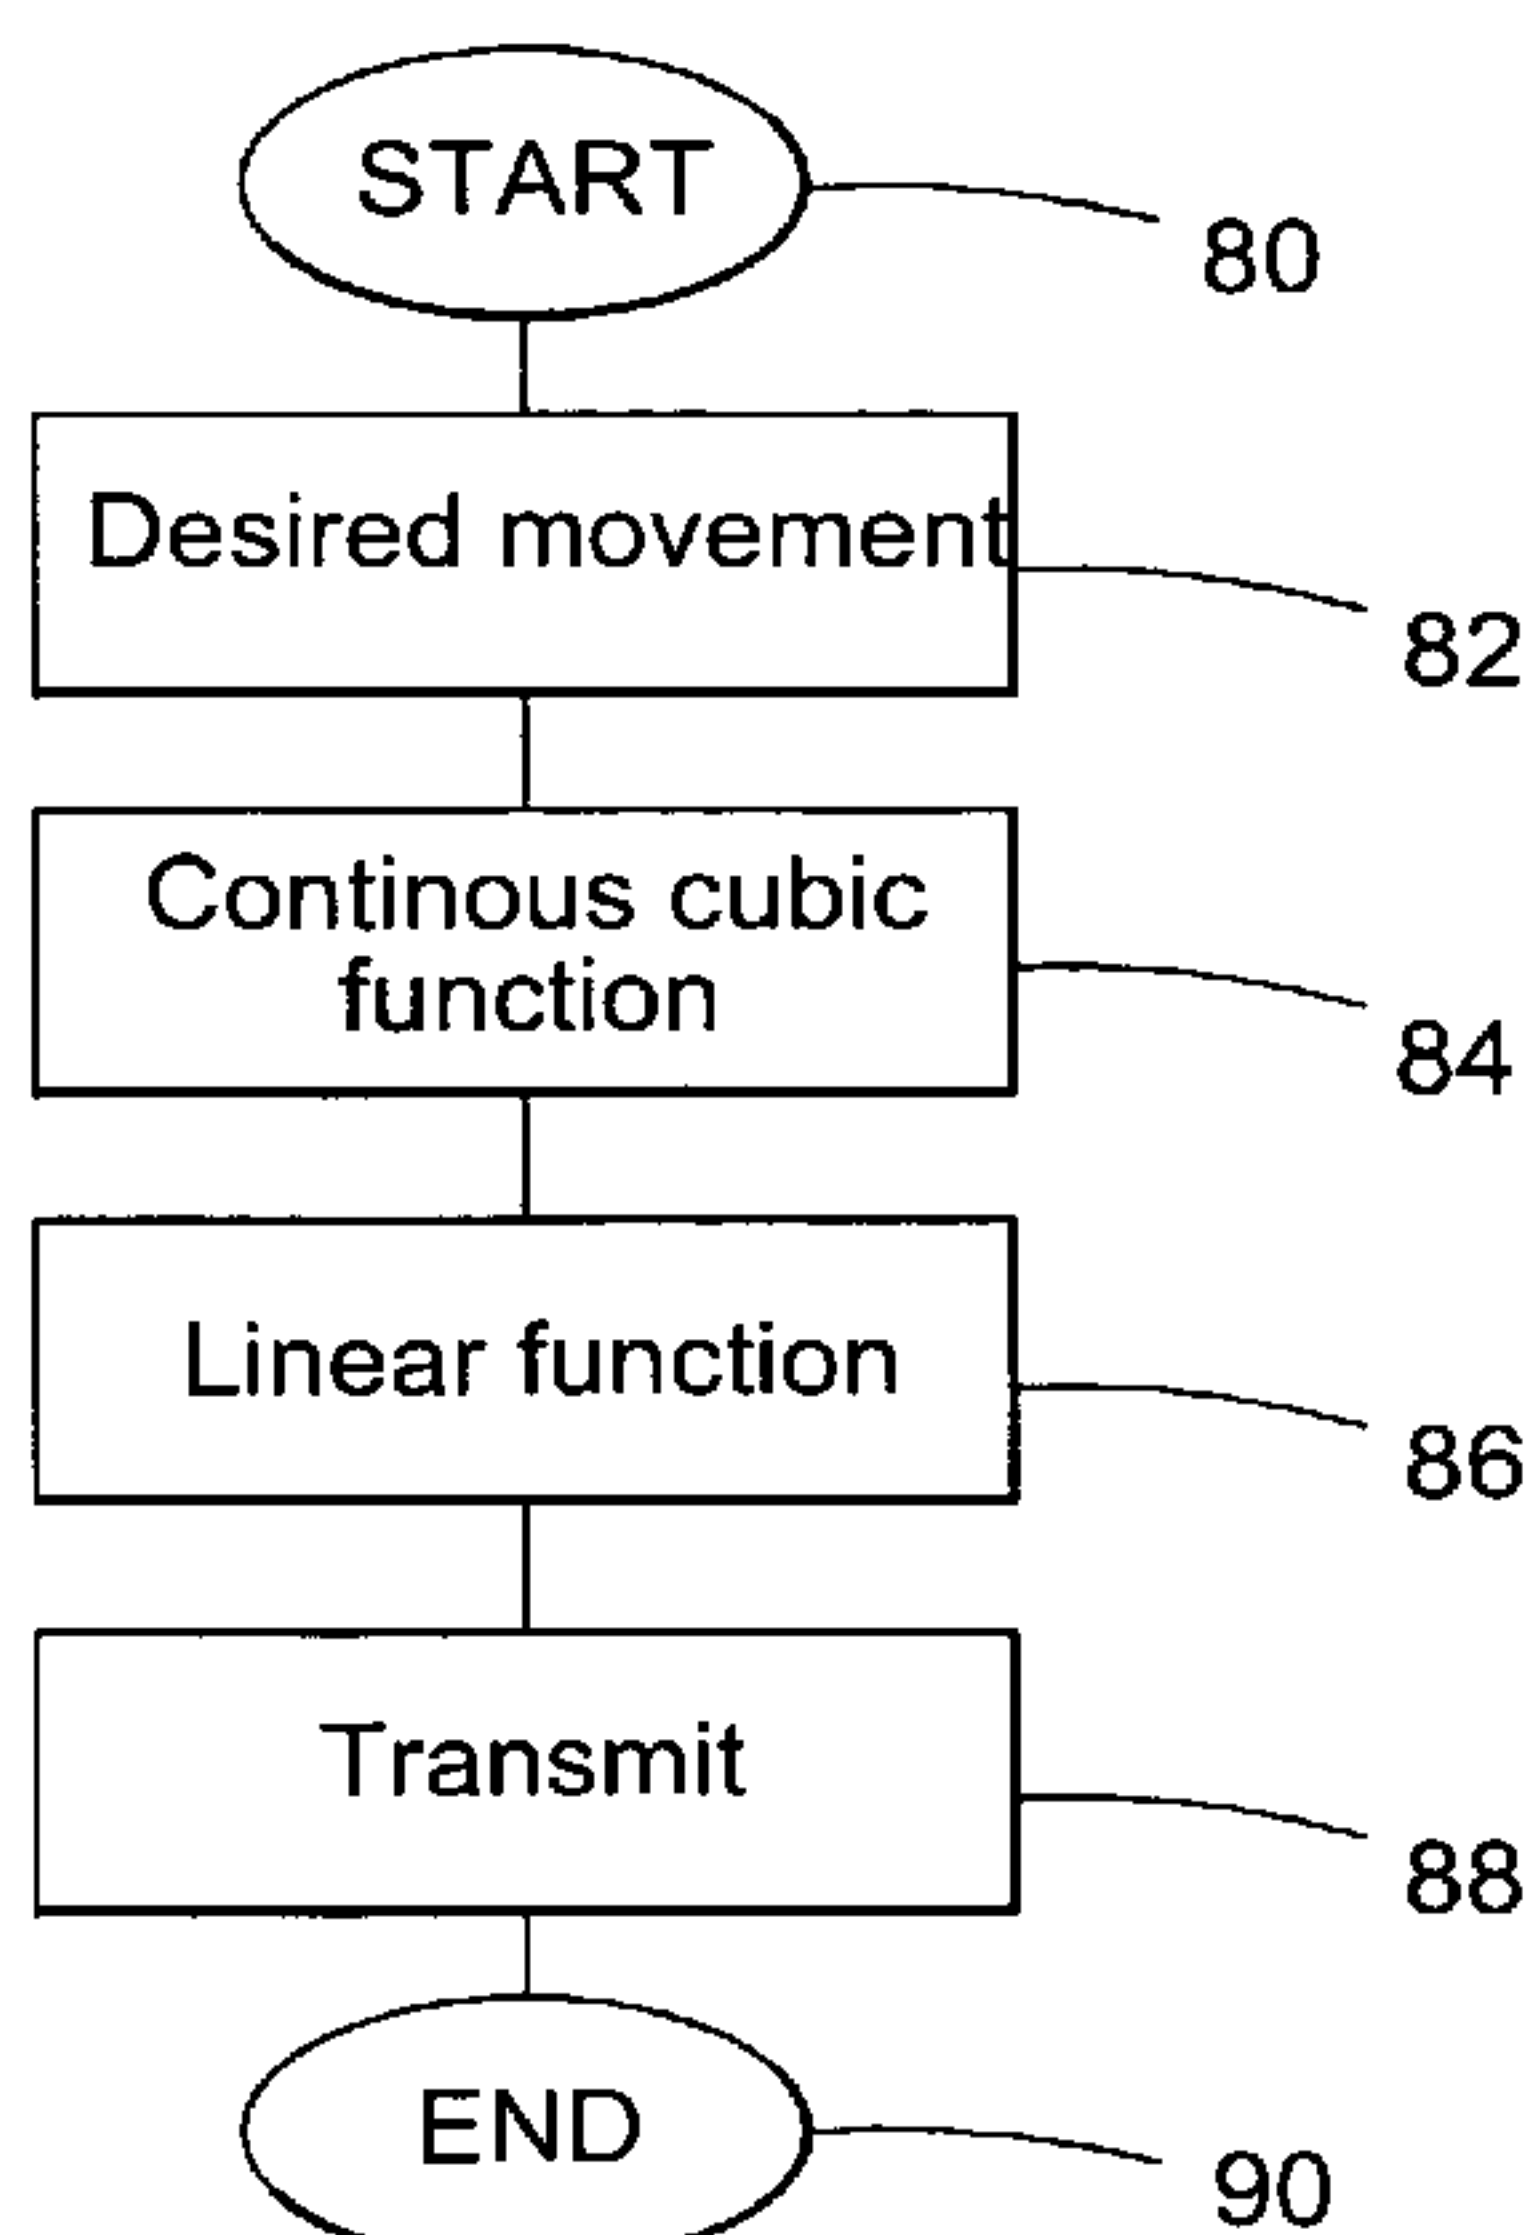 START
80
Desired movement
82
Continous cubic
function
84
Linear function
86
Transmit
88
END
90